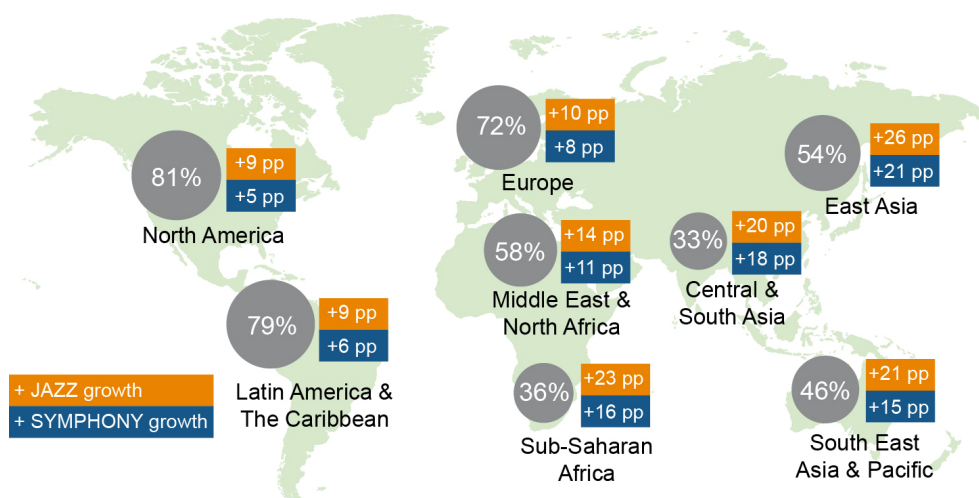 81%
+9 pp
+5 pp
North America
72%
+10 pp
+8 pp
Europe
54%
+26 pp
+21 pp
East Asia
58%
+14 pp
+11 pp
Middle East &
North Africa
33%
+20 pp
+18 pp
Central &
South Asia
79%
+9 pp
+6 pp
Latin America &
The Caribbean
36%
+23 pp
+16 pp
Sub-Saharan
Africa
46%
+21 pp
+15 pp
South East
Asia & Pacific
+ JAZZ growth
+ SYMPHONY growth